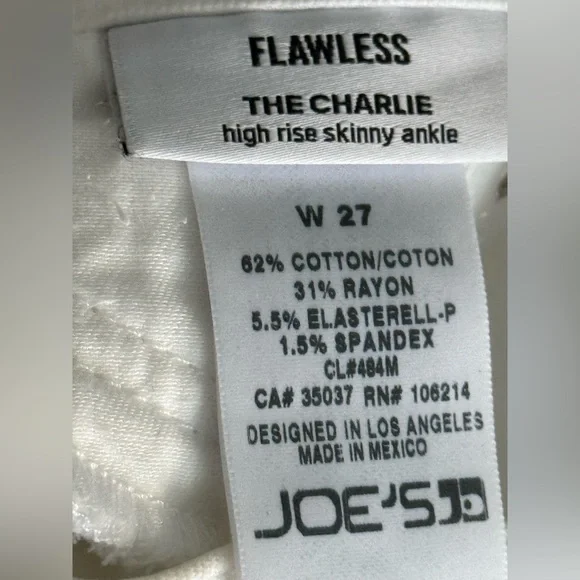 FLAWLESS
THE CHARLIE
high rise skinny ankle
W 27
62% COTTON/COTON
31% RAYON
5.5% ELASTERELL-P
1.5% SPANDEX
CL#484M
CA# 35037 RN# 106214
DESIGNED IN LOS ANGELES
MADE IN MEXICO
JOE'S